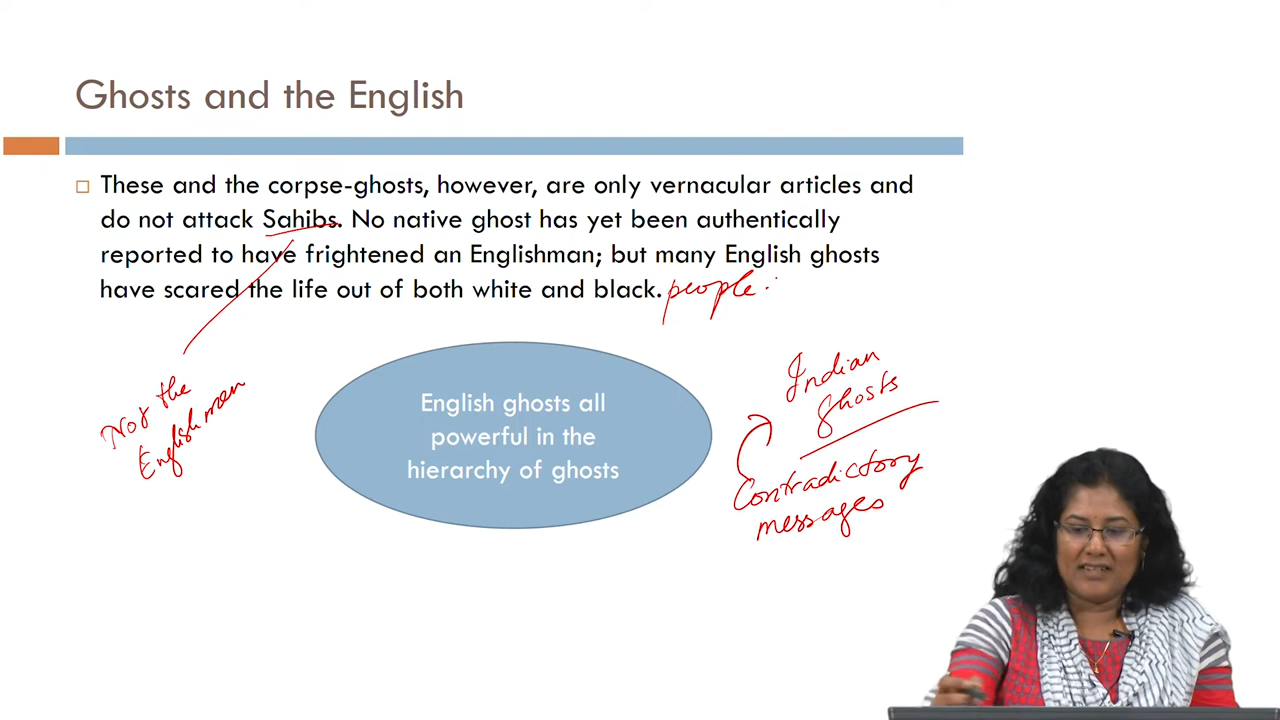 Ghosts and the English
These and the corpse-ghosts, however, are only vernacular articles and
do not attack Sahibs. No native ghost has yet been authentically
reported to have frightened an Englishman; but many English ghosts
have scared the life out of both white and black. people.
Not the
Englishmen
English ghosts all
powerful in the
hierarchy of ghosts
Indian
ghosts
Contradictory
messages